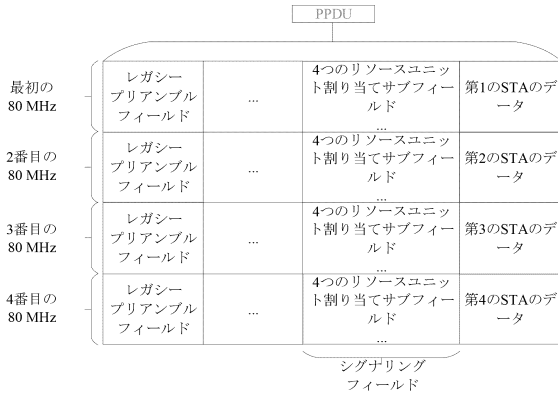 PPDU
最初の
80 MHz
レガシー
プリアンブル
フィールド
...
4つのリソースユニッ
ト割り当てサブフィー
ルド
...
第1のSTAのデ
ータ
2番目の
80 MHz
レガシー
プリアンブル
フィールド
...
4つのリソースユニッ
ト割り当てサブフィー
ルド
...
第2のSTAのデ
ータ
3番目の
80 MHz
レガシー
プリアンブル
フィールド
...
4つのリソースユニッ
ト割り当てサブフィー
ルド
...
第3のSTAのデ
ータ
4番目の
80 MHz
レガシー
プリアンブル
フィールド
...
4つのリソースユニッ
ト割り当てサブフィー
ルド
...
第4のSTAのデ
ータ
シグナリング
フィールド